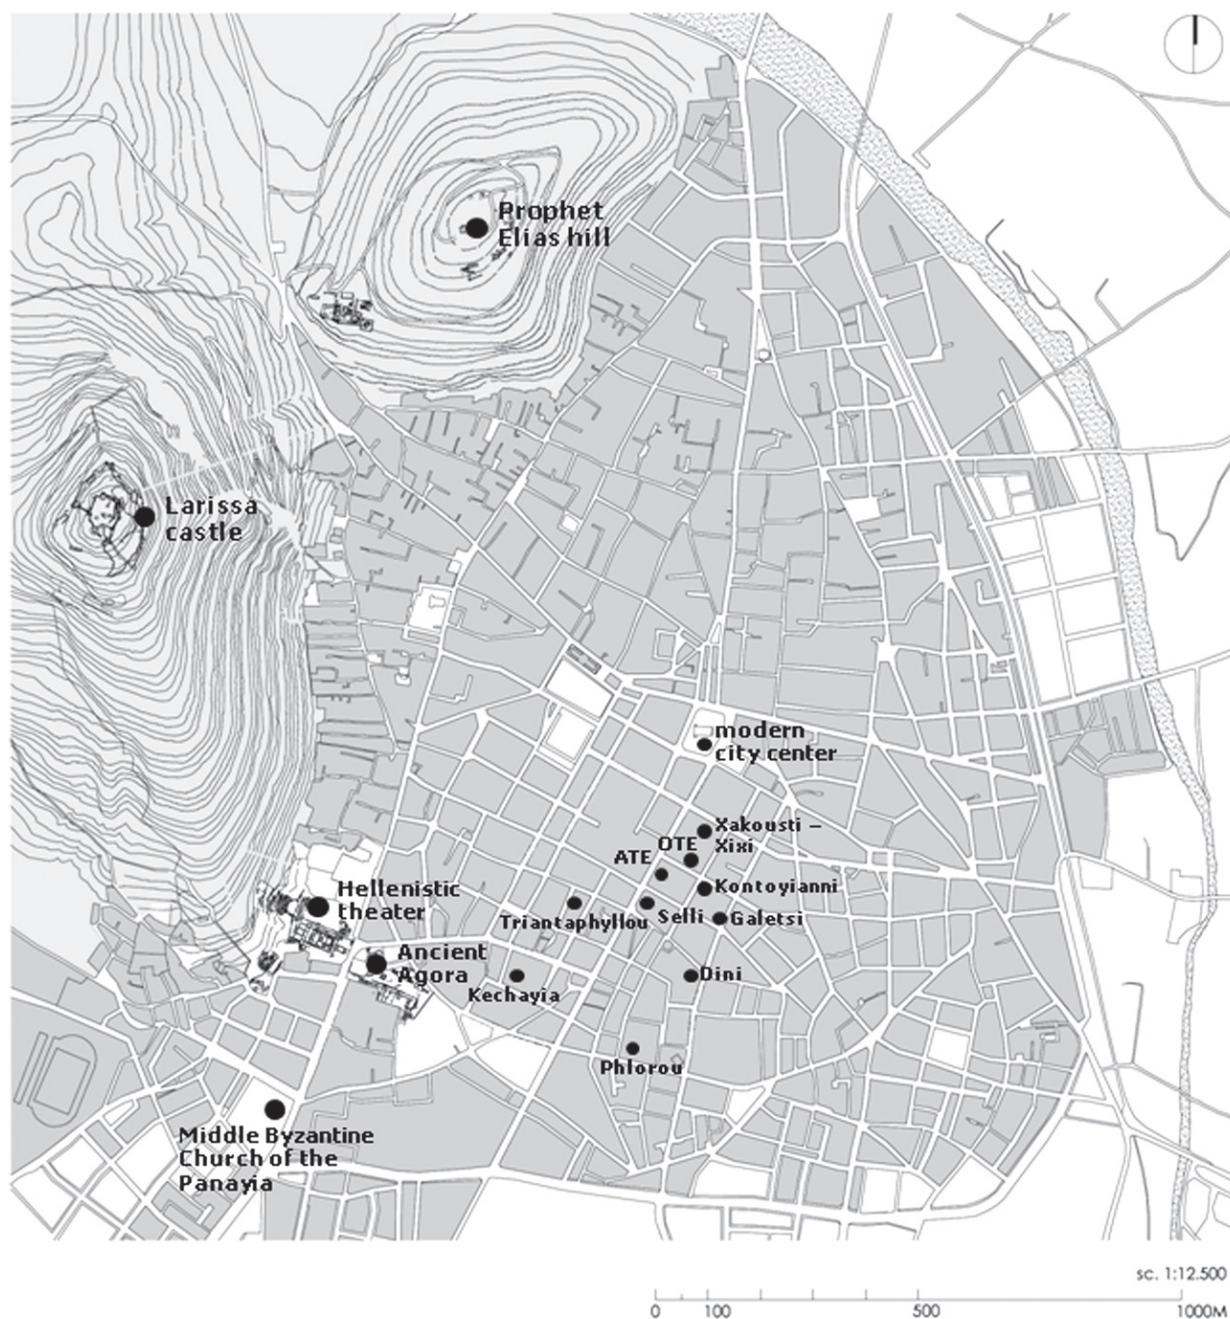 Prophet
Elias hill
Larissa
castle
modern
city center
Xakousti –
Xixi
OTE
ATE
Kontoyianni
Hellenistic
theater
Triantaphyllou
Selli
Galetsi
Ancient
Agora
Kechayia
Dini
Phlorou
Middle Byzantine
Church of the
Panayia
sc. 1:12.500
0 100 500 1000M